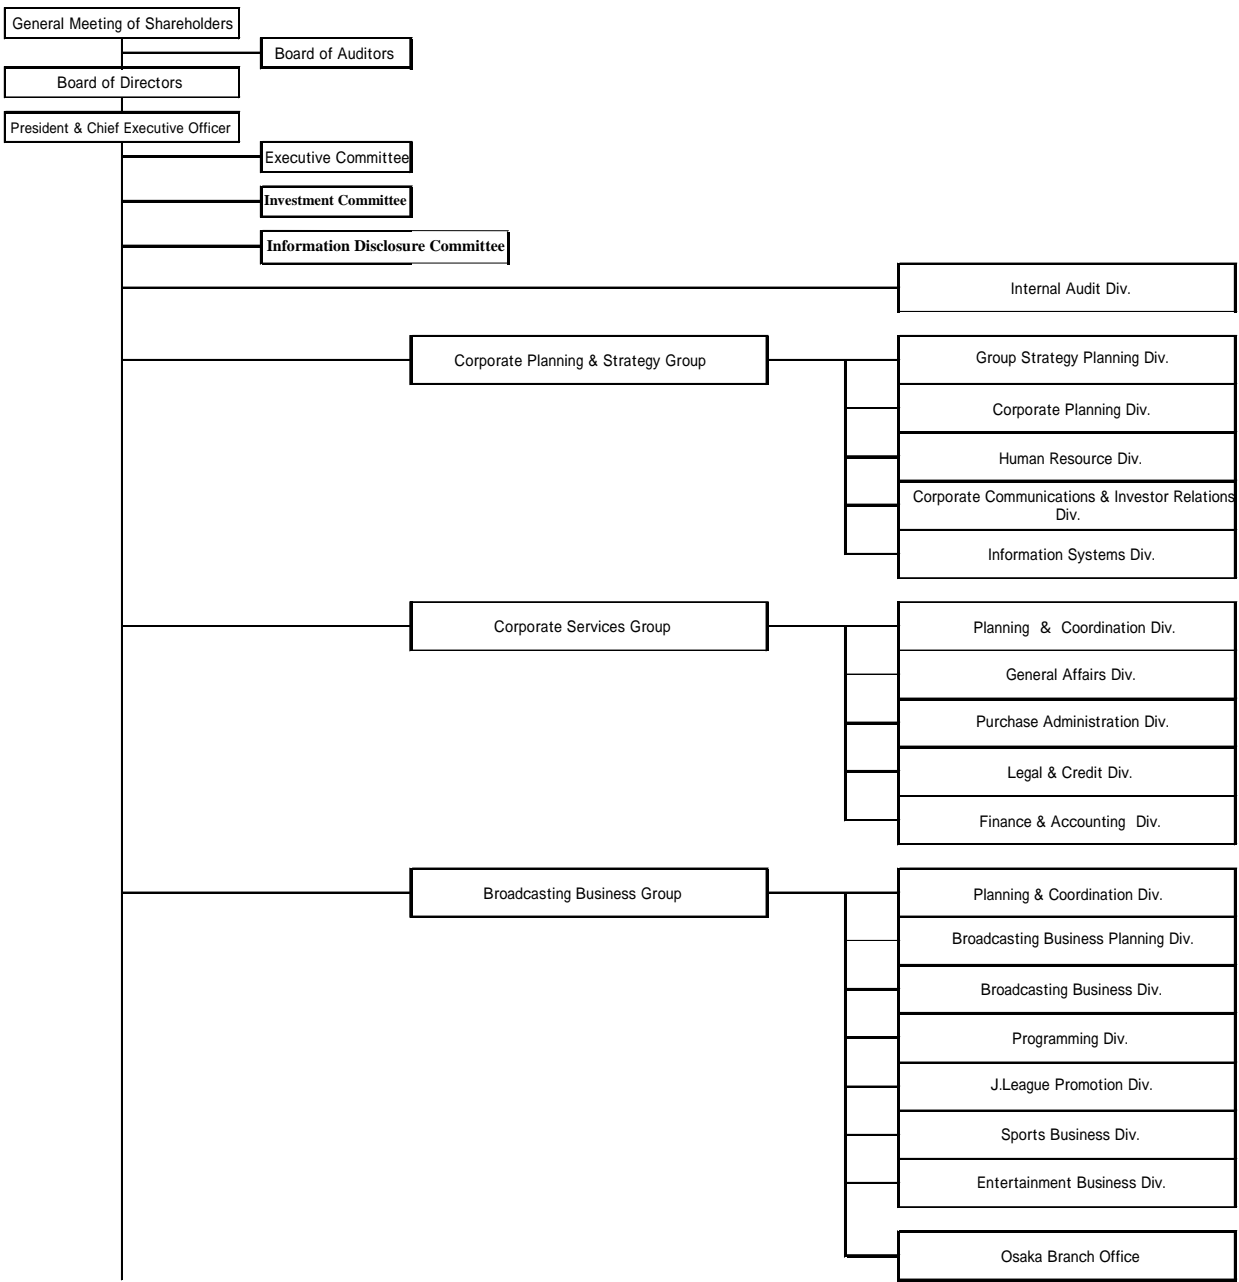 General Meeting of Shareholders
Board of Auditors
Board of Directors
President & Chief Executive Officer
Executive Committee
Investment Committee
Information Disclosure Committee
Internal Audit Div.
Corporate Planning & Strategy Group
Group Strategy Planning Div.
Corporate Planning Div.
Human Resource Div.
Corporate Communications & Investor Relations
Div.
Information Systems Div.
Corporate Services Group
Planning & Coordination Div.
General Affairs Div.
Purchase Administration Div.
Legal & Credit Div.
Finance & Accounting Div.
Broadcasting Business Group
Planning & Coordination Div.
Broadcasting Business Planning Div.
Broadcasting Business Div.
Programming Div.
J.League Promotion Div.
Sports Business Div.
Entertainment Business Div.
Osaka Branch Office